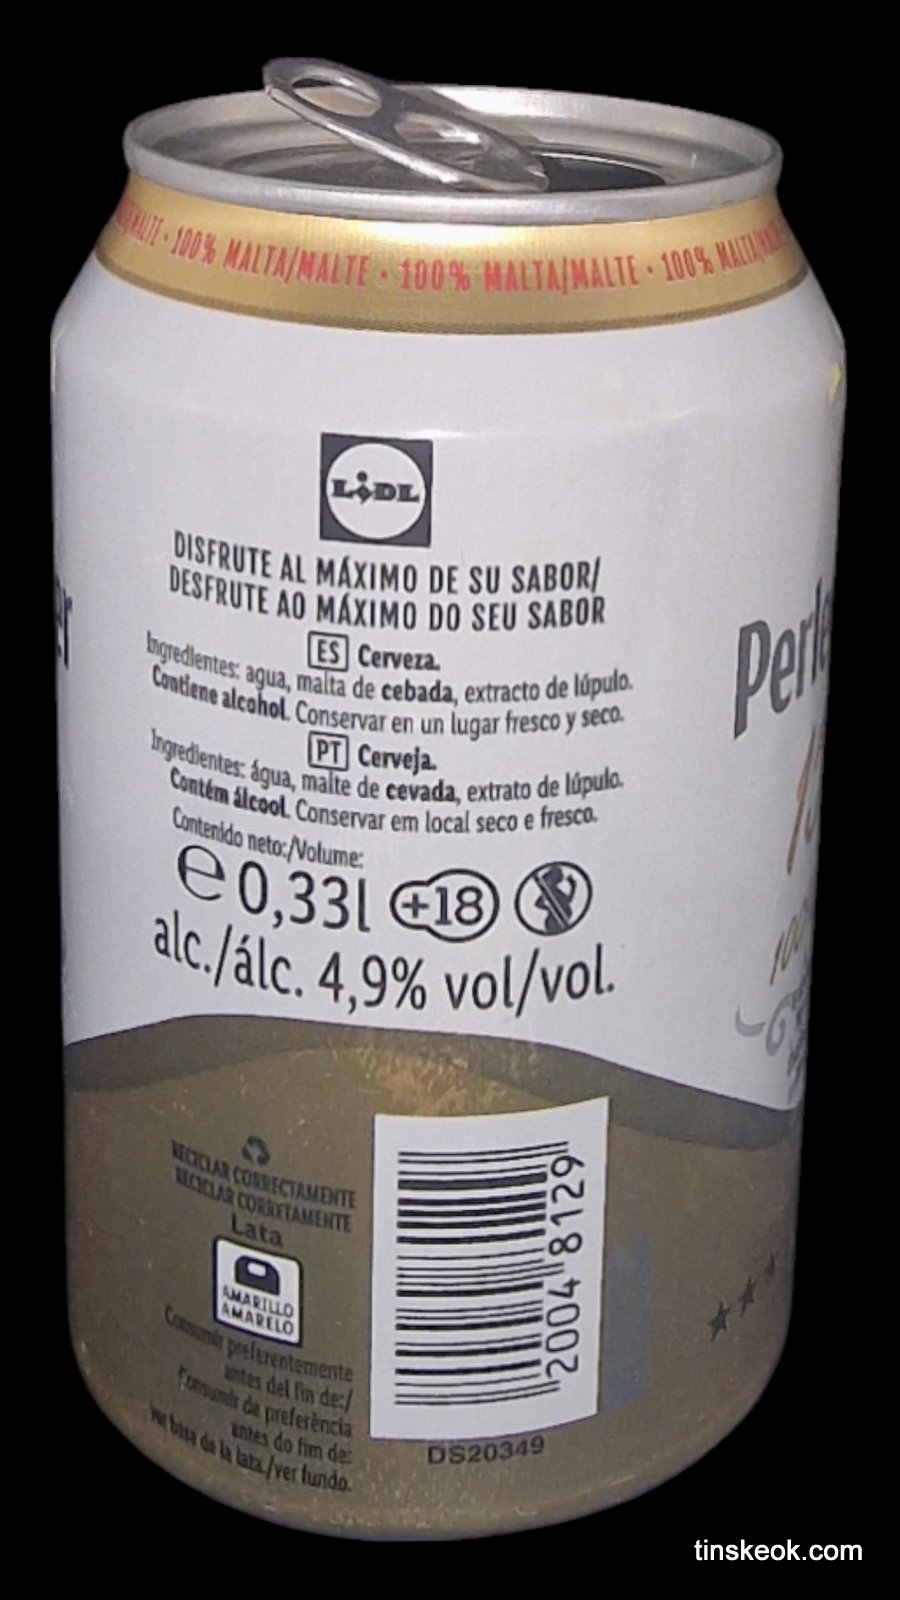 100% MALTA/MALTE • 100% MALTA/MALTE • 100% MALTA/MALTE
LIDL
DISFRUTE AL MÁXIMO DE SU SABOR/
DESFRUTE AO MÁXIMO DO SEU SABOR
ES Cerveza.
Ingredientes: agua, malta de cebada, extracto de lúpulo.
Contiene alcohol. Conservar en un lugar fresco y seco.
PT Cerveja.
Ingredientes: água, malte de cevada, extrato de lúpulo.
Contém álcool. Conservar em local seco e fresco.
Contenido neto:/Volume:
℮ 0,33l +18
alc./álc. 4,9% vol/vol.
RECICLAR CORRECTAMENTE
RECICLAR CORRETAMENTE
Lata
AMARILLO
AMARELO
Consumir preferentemente
antes del fin de:/
Consumir de preferência
antes do fim de:
ver base de la lata./ver fundo.
2004 8129
DS20349
tinskeok.com